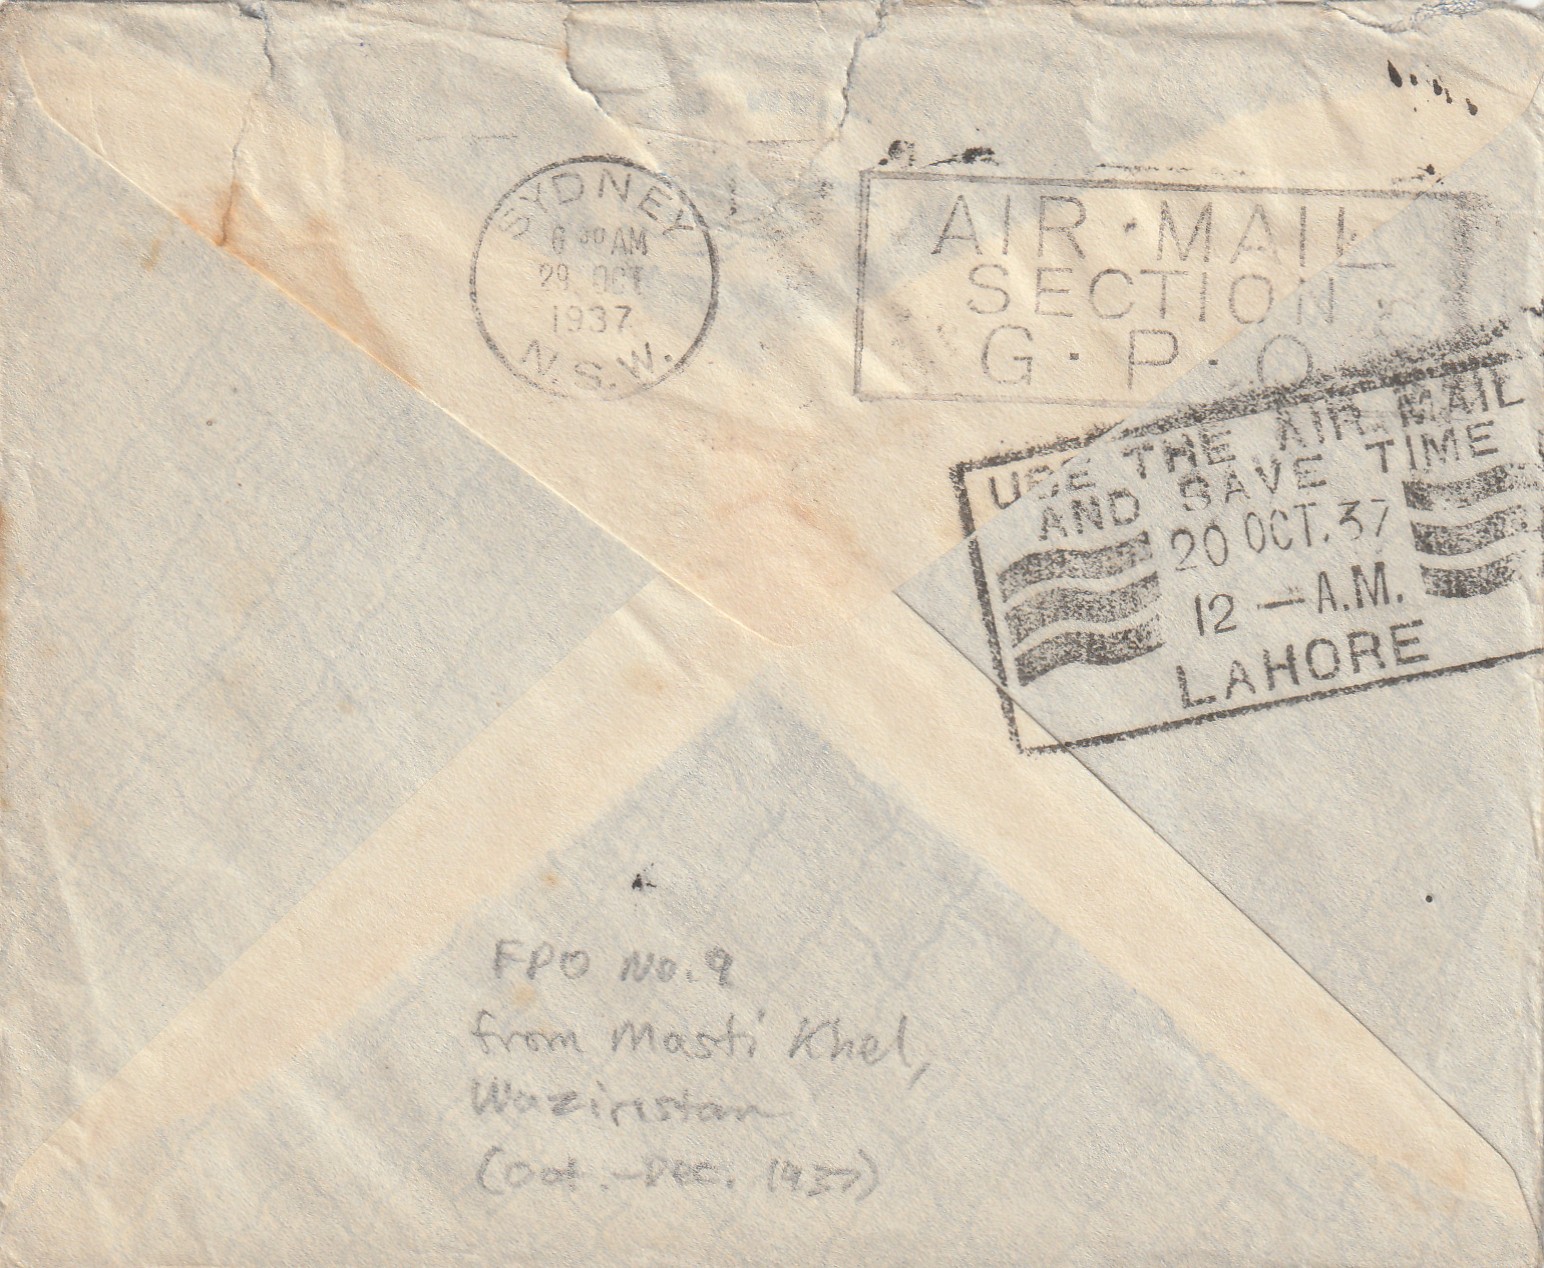 SYDNEY
6 30 AM
29 OCT
1937
N.S.W.
AIR·MAIL
SECTION
G·P·O
USE THE AIR MAIL
AND SAVE TIME
20 OCT.37
12 — A.M.
LAHORE
FPO No. 9
from Masti Khel,
Waziristan
(Oct.-Dec. 1937)